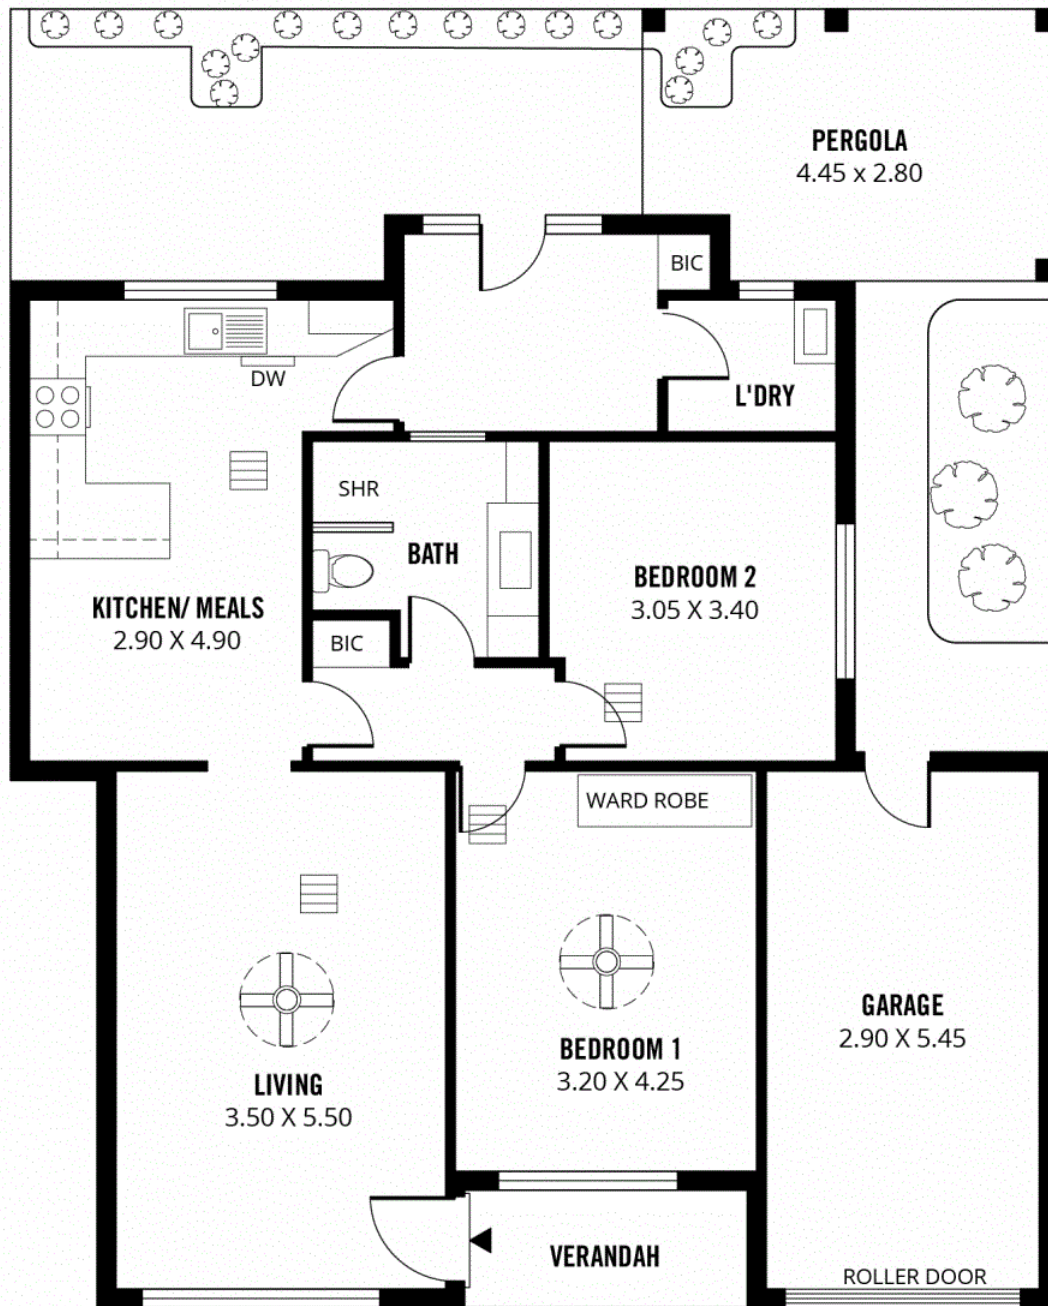 PERGOLA
4.45 x 2.80
BIC
DW
L'DRY
SHR
BATH
BEDROOM 2
3.05 X 3.40
KITCHEN/ MEALS
2.90 X 4.90
BIC
WARD ROBE
GARAGE
2.90 X 5.45
BEDROOM 1
3.20 X 4.25
LIVING
3.50 X 5.50
VERANDAH
ROLLER DOOR